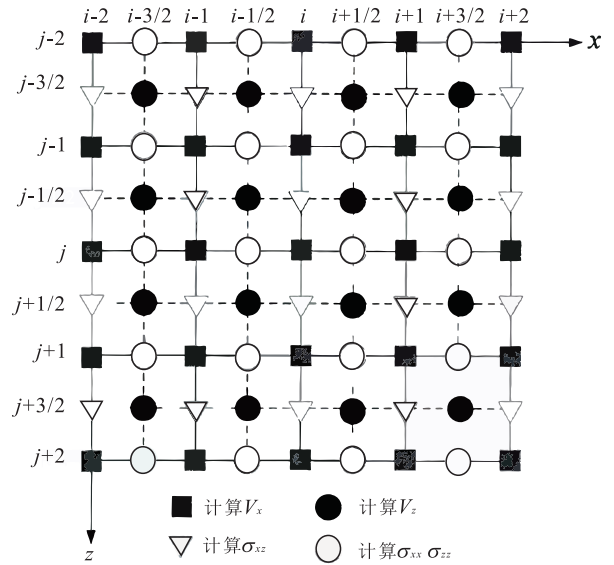 i-2 i-3/2 i-1 i-1/2 i i+1/2 i+1 i+3/2 i+2
j-2 x
j-3/2
j-1
j-1/2
j
j+1/2
j+1
j+3/2
j+2
z
计算Vx 计算Vz
计算σxz 计算σxx σzz